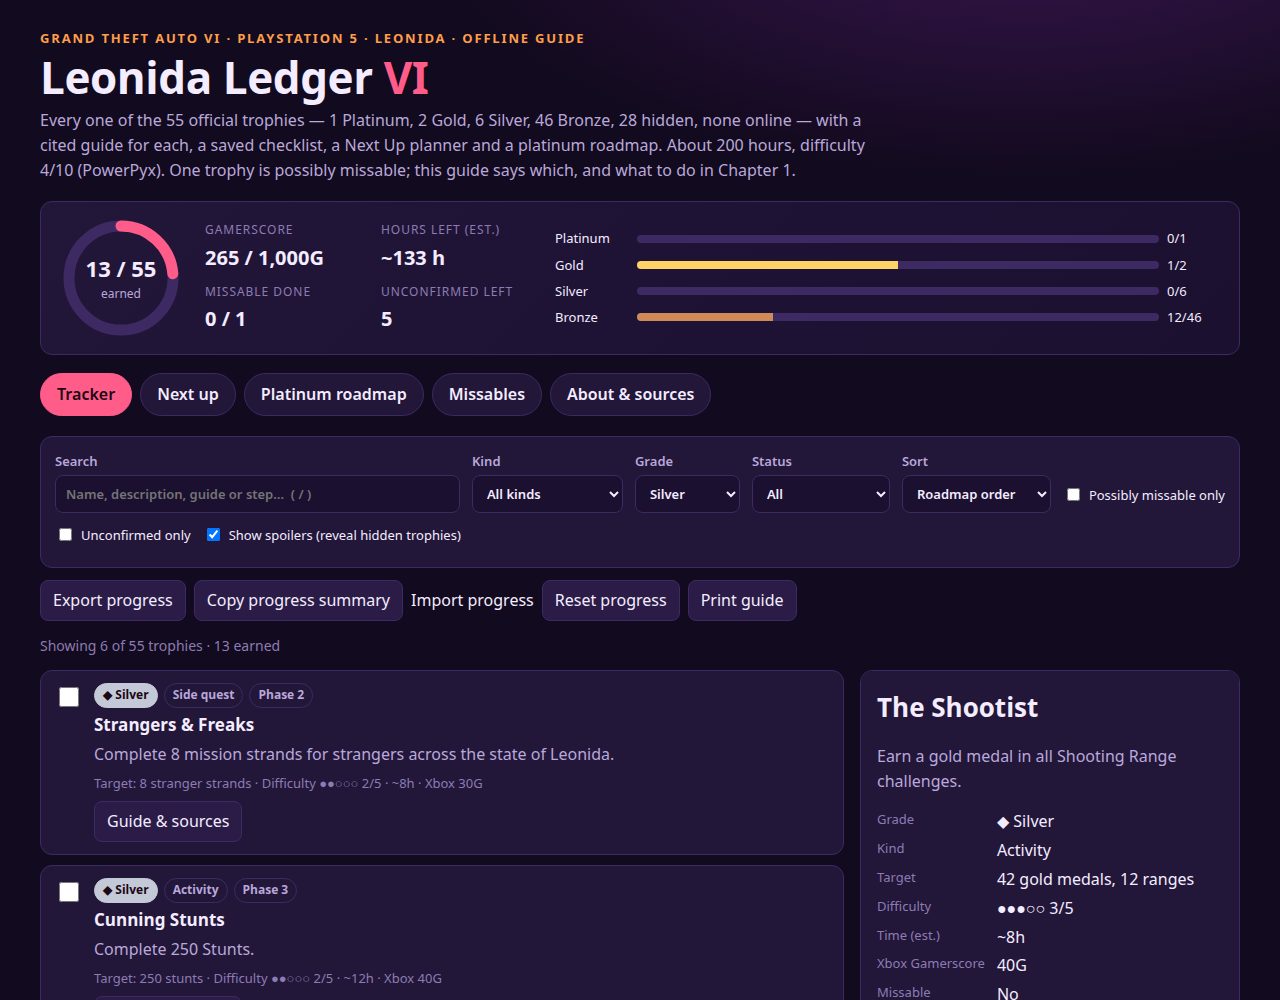 GRAND THEFT AUTO VI · PLAYSTATION 5 · LEONIDA · OFFLINE GUIDE
Leonida Ledger VI
Every one of the 55 official trophies — 1 Platinum, 2 Gold, 6 Silver, 46 Bronze, 28 hidden, none online — with a
cited guide for each, a saved checklist, a Next Up planner and a platinum roadmap. About 200 hours, difficulty
4/10 (PowerPyx). One trophy is possibly missable; this guide says which, and what to do in Chapter 1.
13 / 55
earned
GAMERSCORE
265 / 1,000G
HOURS LEFT (EST.)
~133 h
MISSABLE DONE
0 / 1
UNCONFIRMED LEFT
5
Platinum 0/1
Gold 1/2
Silver 0/6
Bronze 12/46
Tracker Next up Platinum roadmap Missables About & sources
Search Kind Grade Status Sort
Name, description, guide or step... ( / ) All kinds Silver All Roadmap order Possibly missable only
Unconfirmed only Show spoilers (reveal hidden trophies)
Export progress Copy progress summary Import progress Reset progress Print guide
Showing 6 of 55 trophies · 13 earned
◆ Silver Side quest Phase 2
Strangers & Freaks
Complete 8 mission strands for strangers across the state of Leonida.
Target: 8 stranger strands · Difficulty ●●○○○ 2/5 · ~8h · Xbox 30G
Guide & sources
◆ Silver Activity Phase 3
Cunning Stunts
Complete 250 Stunts.
Target: 250 stunts · Difficulty ●●○○○ 2/5 · ~12h · Xbox 40G
The Shootist
Earn a gold medal in all Shooting Range
challenges.
Grade ◆ Silver
Kind Activity
Target 42 gold medals, 12 ranges
Difficulty ●●●○○ 3/5
Time (est.) ~8h
Xbox Gamerscore 40G
Missable No